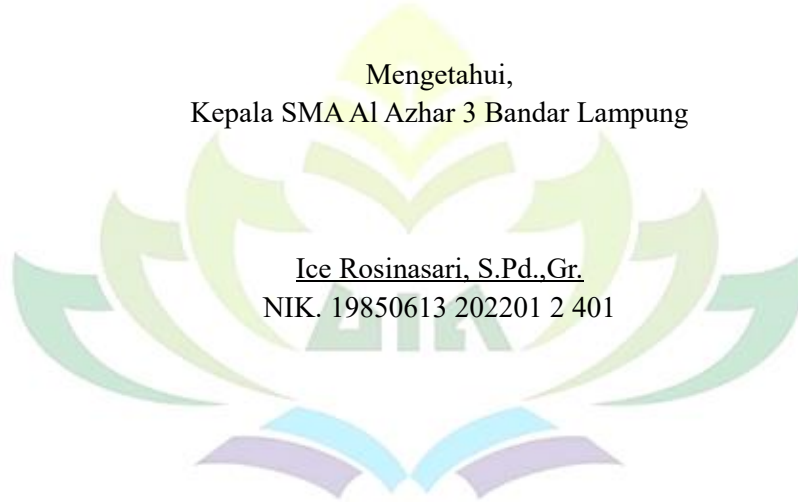 Mengetahui,
Kepala SMA Al Azhar 3 Bandar Lampung
Ice Rosinasari, S.Pd.,Gr.
NIK. 19850613 202201 2 401